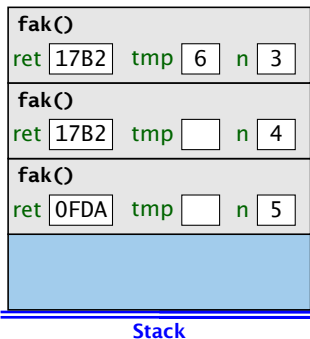 fak()
ret 17B2 tmp 6 n 3
fak()
ret 17B2 tmp n 4
fak()
ret 0FDA tmp n 5
Stack